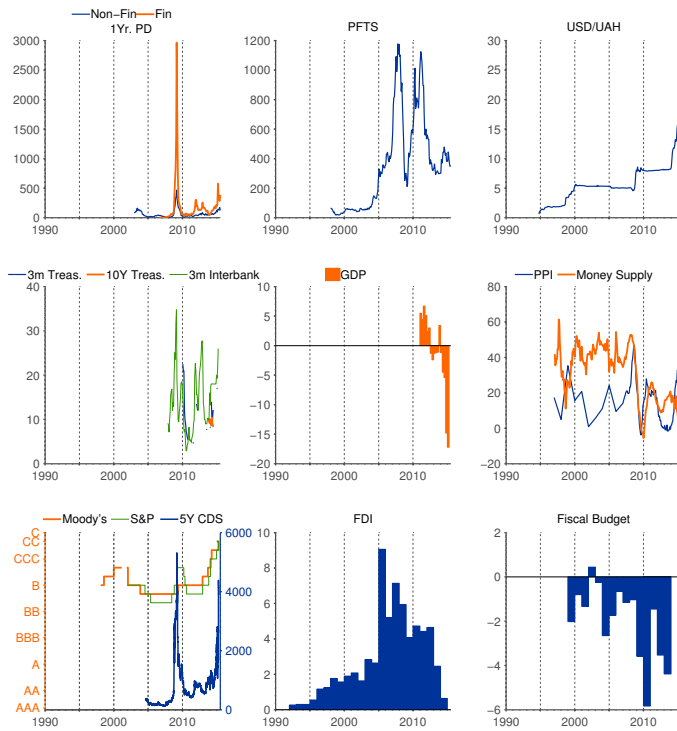 Non−Fin Fin
1Yr. PD
3000
2500
2000
1500
1000
500
0
1990 2000 2010
PFTS
1200
1000
800
600
400
200
0
1990 2000 2010
USD/UAH
30
25
20
15
10
5
0
1990 2000 2010
3m Treas. 10Y Treas. 3m Interbank
40
30
20
10
0
1990 2000 2010
GDP
10
5
0
−5
−10
−15
−20
1990 2000 2010
PPI Money Supply
80
60
40
20
0
−20
1990 2000 2010
Moody's S&P 5Y CDS
C
CC
CCC
B
BB
BBB
A
AA
AAA
6000
4000
2000
0
1990 2000 2010
FDI
10
8
6
4
2
0
1990 2000 2010
Fiscal Budget
2
0
−2
−4
−6
1990 2000 2010